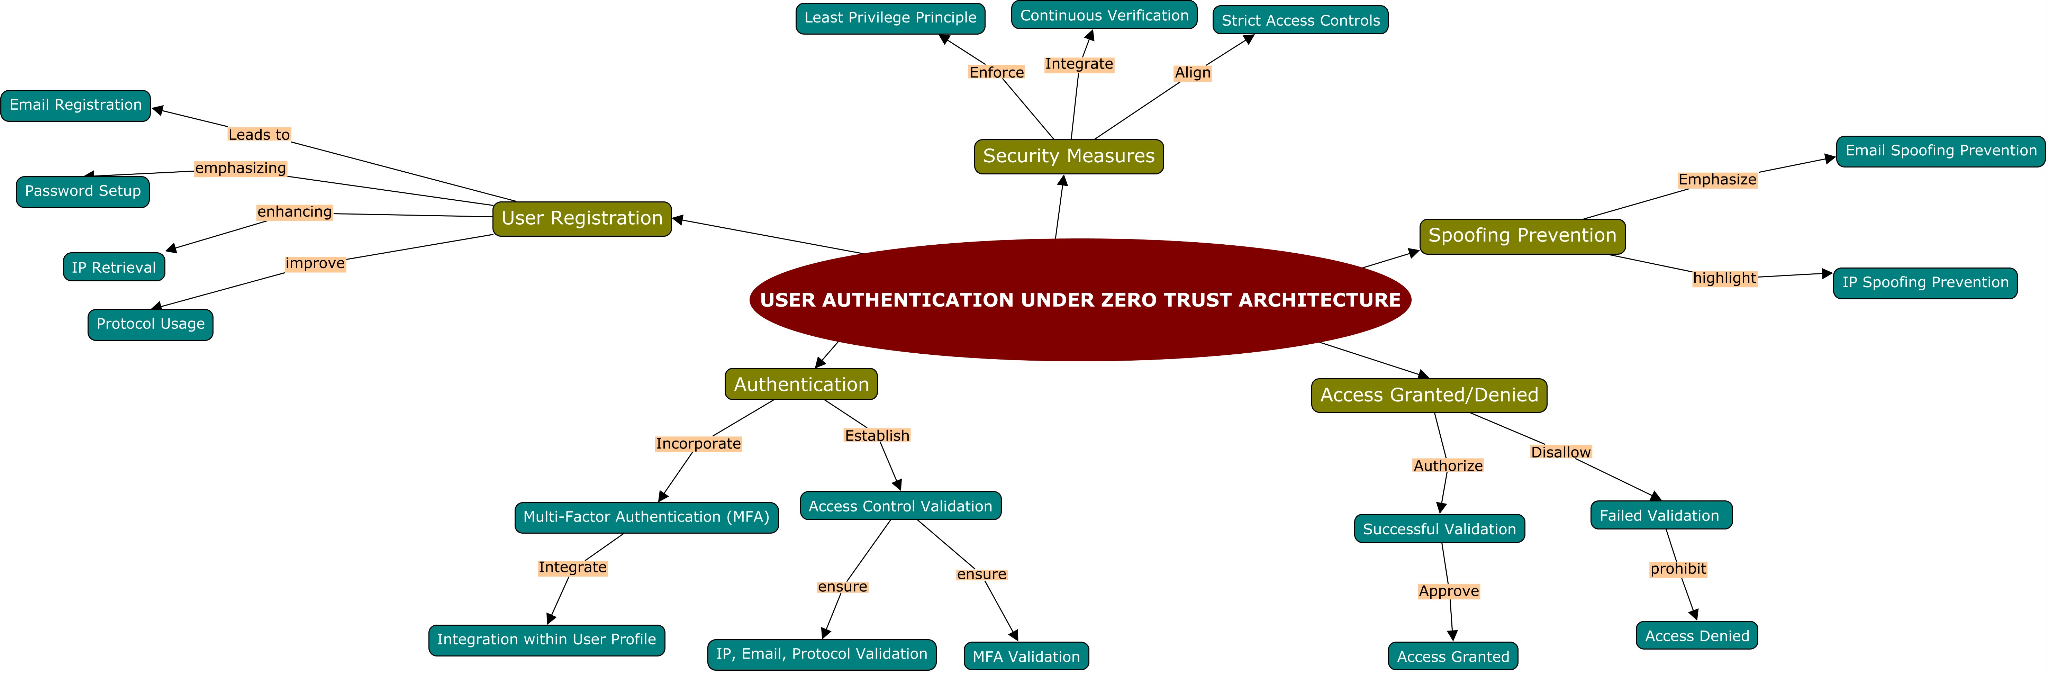 Least Privilege Principle
Continuous Verification
Strict Access Controls
Enforce
Integrate
Align
Security Measures
Email Registration
Leads to
emphasizing
Password Setup
enhancing
User Registration
IP Retrieval
improve
Protocol Usage
Email Spoofing Prevention
Emphasize
Spoofing Prevention
highlight
IP Spoofing Prevention
USER AUTHENTICATION UNDER ZERO TRUST ARCHITECTURE
Authentication
Incorporate
Establish
Multi-Factor Authentication (MFA)
Access Control Validation
Integrate
ensure
ensure
Integration within User Profile
IP, Email, Protocol Validation
MFA Validation
Access Granted/Denied
Authorize
Disallow
Successful Validation
Failed Validation
Approve
prohibit
Access Granted
Access Denied